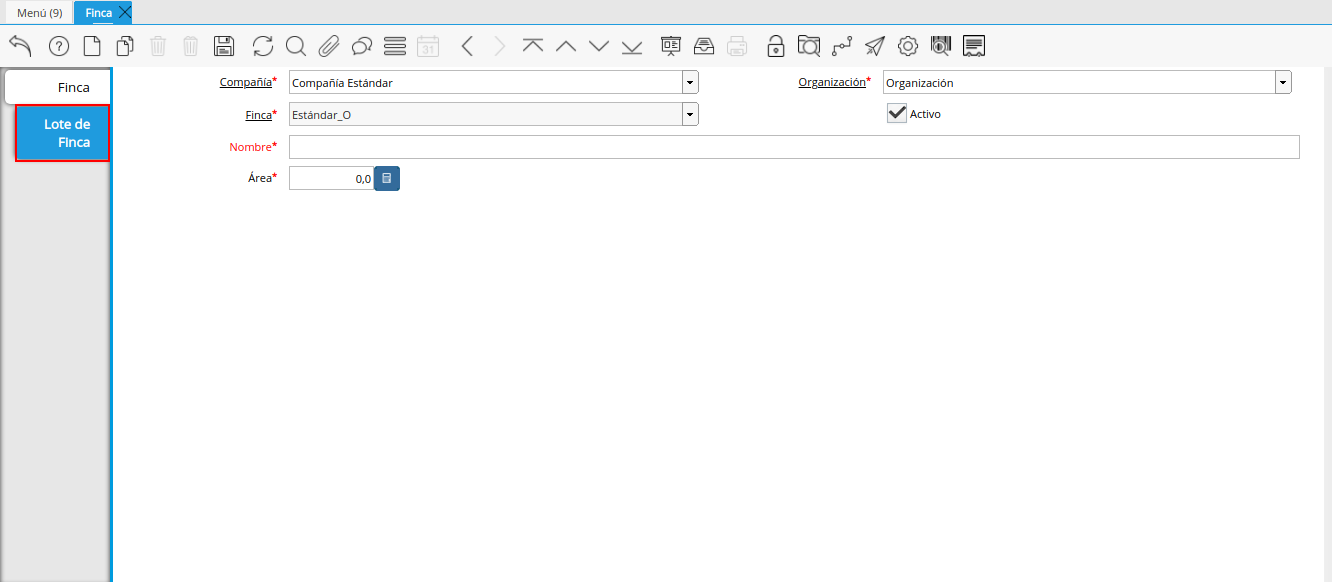 Menú (9)
Finca
31
Finca
Lote de
Finca
Compañía* Compañía Estándar
Organización* Organización
Finca* Estándar_O
Activo
Nombre*
Área* 0,0